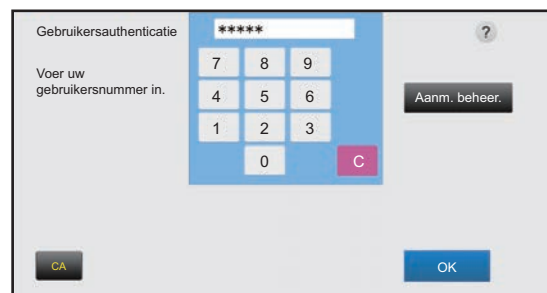 Gebruikersauthenticatie
*****
?
Voer uw
gebruikersnummer in.
7 8 9
4 5 6
1 2 3
0 C
Aanm. beheer.
CA
OK